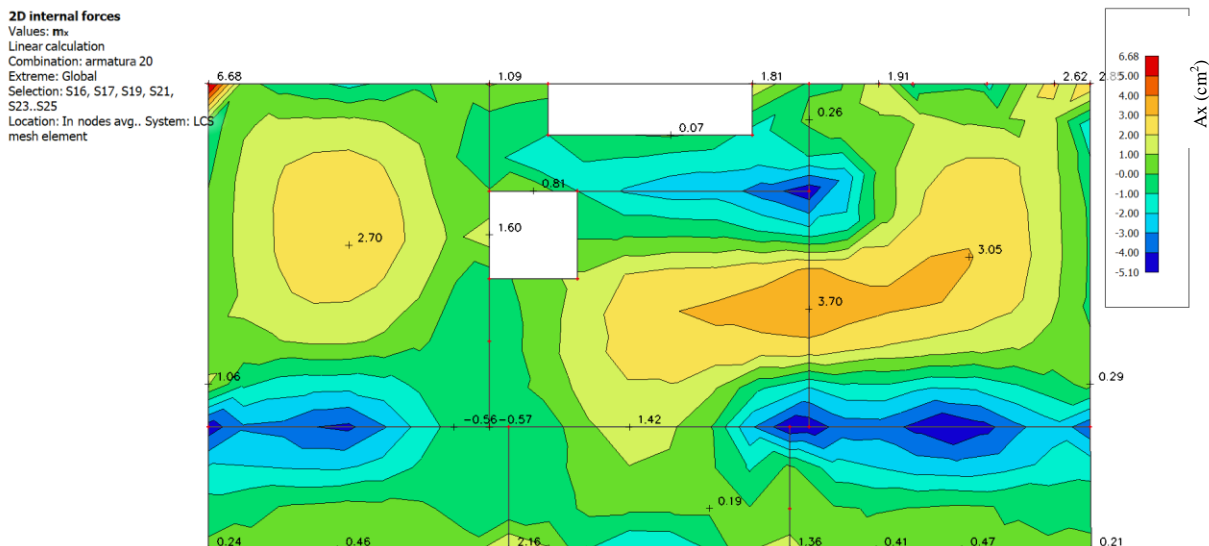 2D internal forces
Values: mx
Linear calculation
Combination: armatura 20
Extreme: Global
Selection: S16, S17, S19, S21,
S23..S25
Location: In nodes avg.. System: LCS
mesh element
6.68 1.09 1.81 1.91 2.62 2.85
0.26
0.07
0.81
1.60
2.70
3.05
3.70
1.06 0.29
-0.56 -0.57 1.42
0.19
0.24 0.46 2.16 1.36 0.41 0.47 0.21
6.68
5.00
4.00
3.00
2.00
1.00
-0.00
-1.00
-2.00
-3.00
-4.00
-5.10
Ax (cm²)